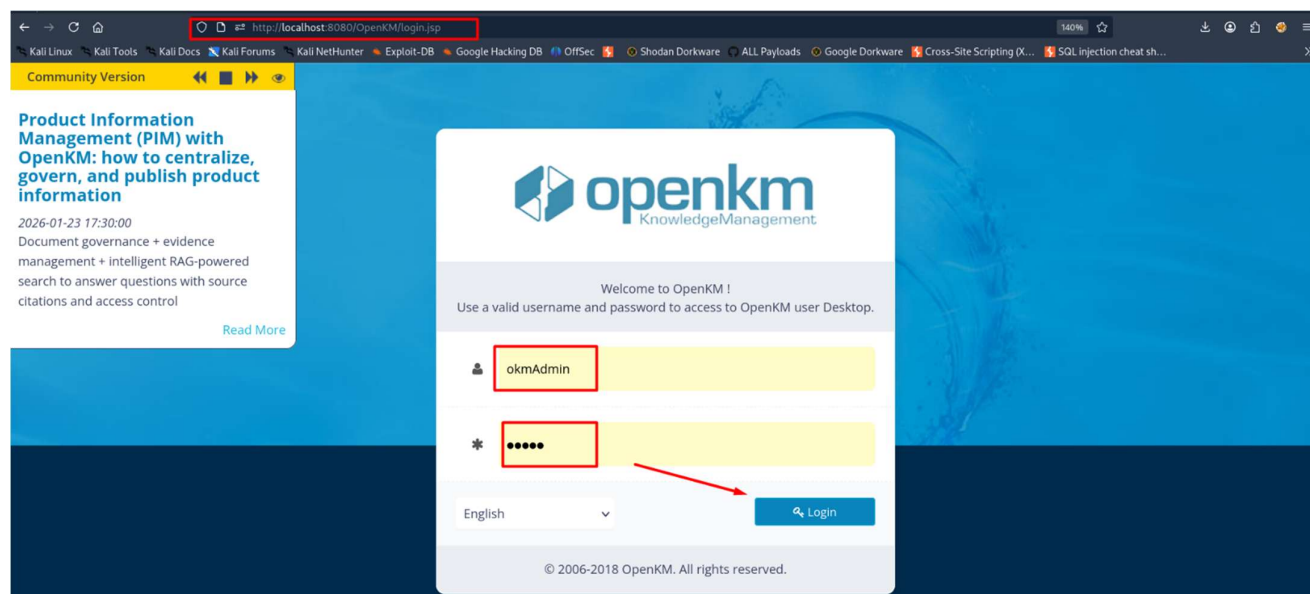 http://localhost:8080/OpenKM/login.jsp
140%
Kali Linux Kali Tools Kali Docs Kali Forums Kali NetHunter Exploit-DB Google Hacking DB OffSec Shodan Dorkware ALL Payloads Google Dorkware Cross-Site Scripting (X... SQL injection cheat sh...
Community Version
Product Information
Management (PIM) with
OpenKM: how to centralize,
govern, and publish product
information
2026-01-23 17:30:00
Document governance + evidence
management + intelligent RAG-powered
search to answer questions with source
citations and access control
Read More
openkm
KnowledgeManagement
Welcome to OpenKM !
Use a valid username and password to access to OpenKM user Desktop.
okmAdmin
•••••
English
Login
© 2006-2018 OpenKM. All rights reserved.